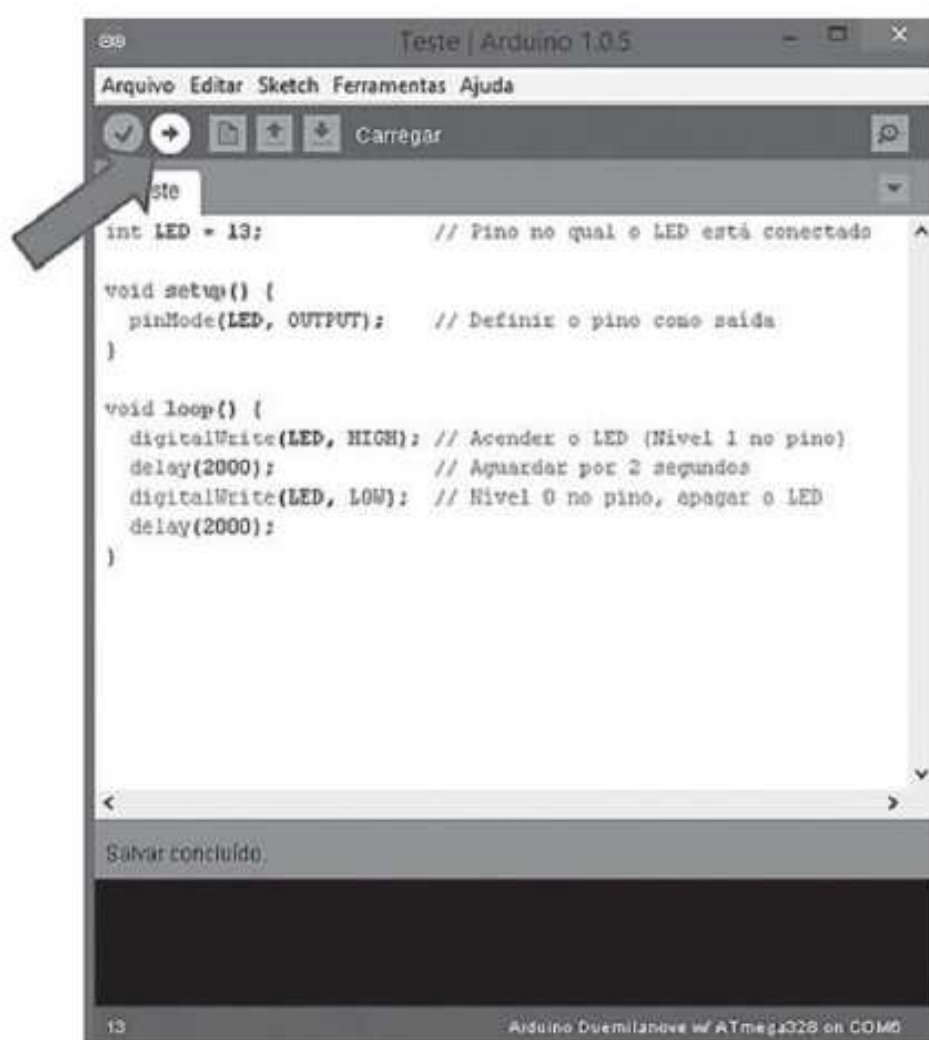 Teste | Arduino 1.0.5
Arquivo Editar Sketch Ferramentas Ajuda
Carregar
ste
int LED = 13; // Pino no qual o LED está conectado
void setup() {
pinMode(LED, OUTPUT); // Definir o pino como saída
}
void loop() {
digitalWrite(LED, HIGH); // Acender o LED (Nivel 1 no pino)
delay(2000); // Aguardar por 2 segundos
digitalWrite(LED, LOW); // Nivel 0 no pino, apagar o LED
delay(2000);
}
Salvar concluído.
13 Arduino Duemilanove w/ ATmega328 on COM6